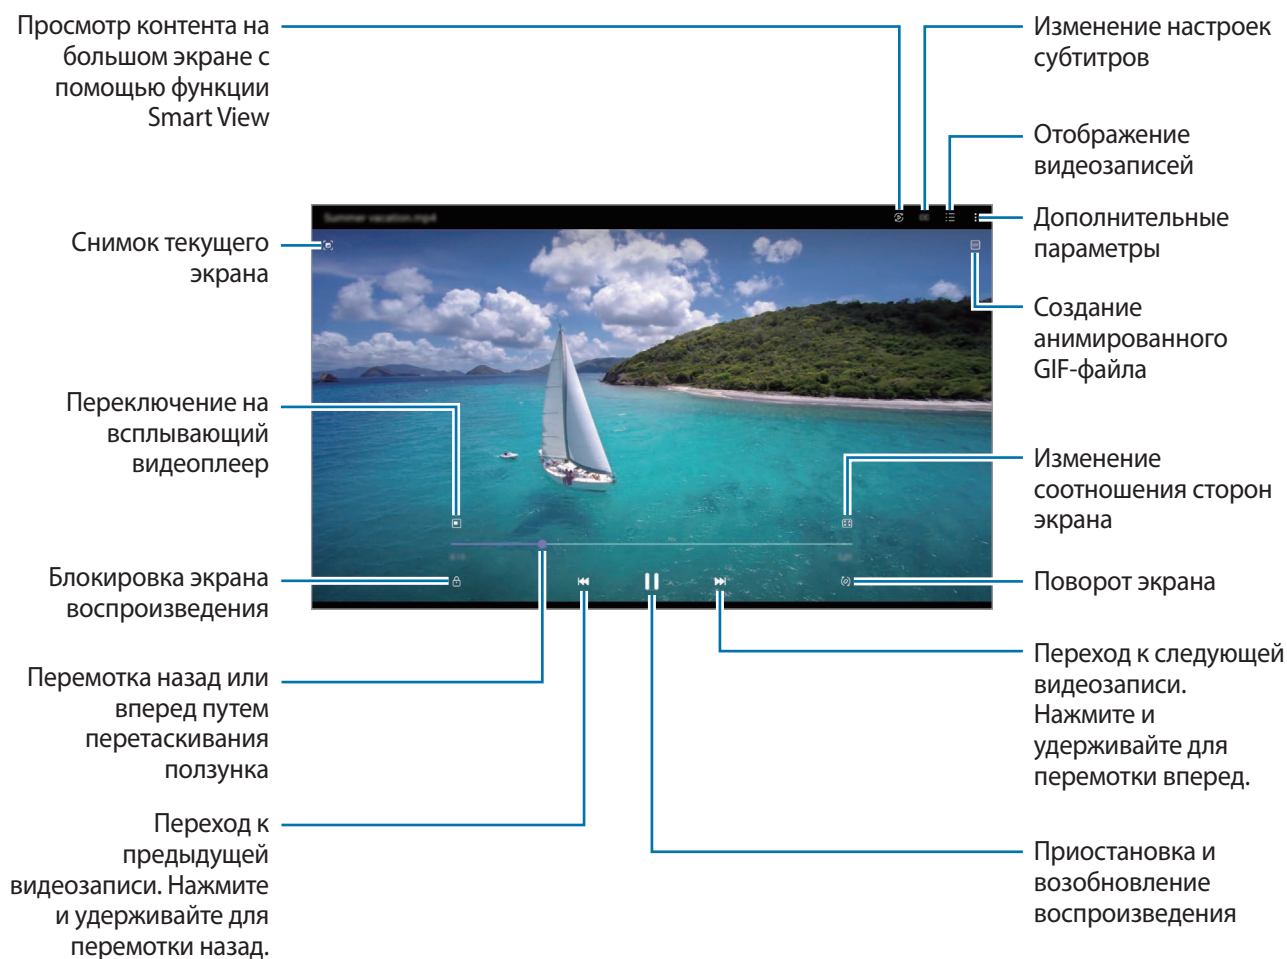 Просмотр контента на
большом экране с
помощью функции
Smart View
Снимок текущего
экрана
Переключение на
всплывающий
видеоплеер
Блокировка экрана
воспроизведения
Перемотка назад или
вперед путем
перетаскивания
ползунка
Переход к
предыдущей
видеозаписи. Нажмите
и удерживайте для
перемотки назад.
Summer vacation.mp4
Изменение настроек
субтитров
Отображение
видеозаписей
Дополнительные
параметры
Создание
анимированного
GIF-файла
Изменение
соотношения сторон
экрана
Поворот экрана
Переход к следующей
видеозаписи.
Нажмите и
удерживайте для
перемотки вперед.
Приостановка и
возобновление
воспроизведения